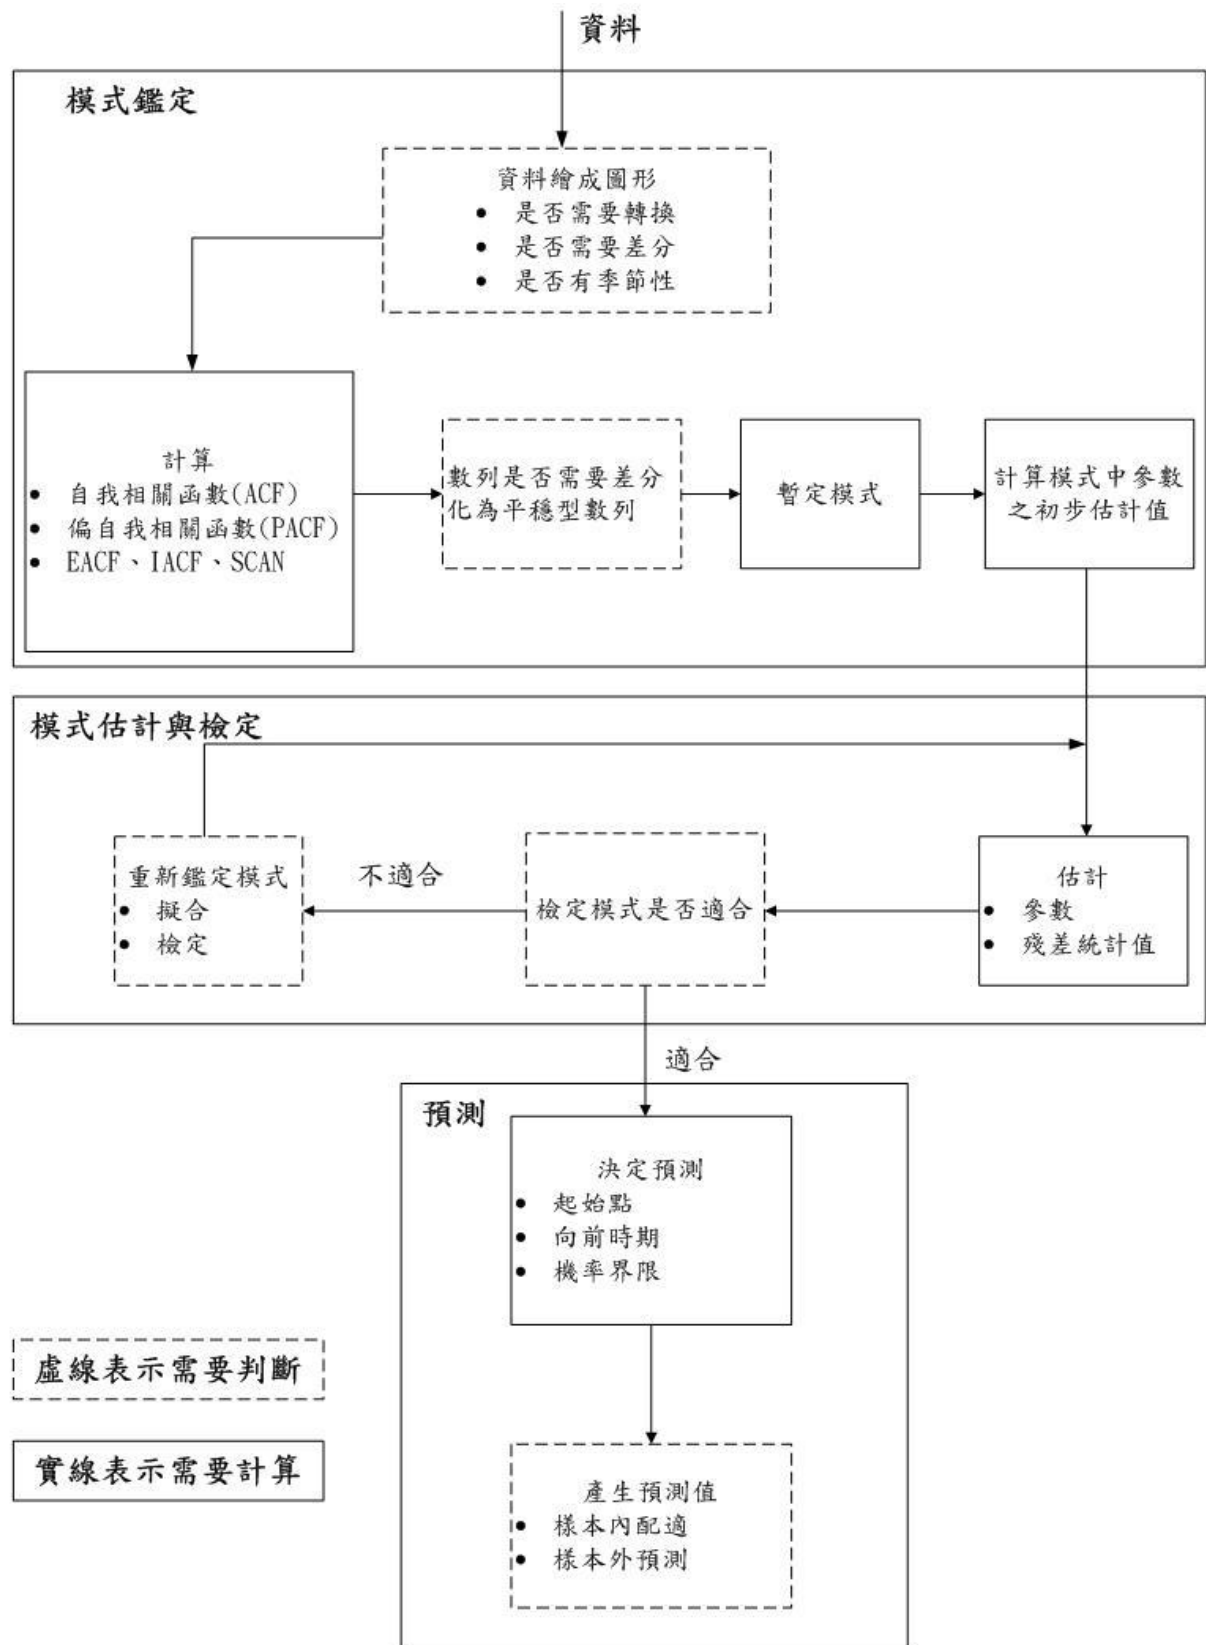 資料
模式鑑定
資料繪成圖形
● 是否需要轉換
● 是否需要差分
● 是否有季節性
計算
● 自我相關函數(ACF)
● 偏自我相關函數(PACF)
● EACF、IACF、SCAN
數列是否需要差分
化為平穩型數列
暫定模式
計算模式中參數
之初步估計值
模式估計與檢定
重新鑑定模式
● 擬合
● 檢定
不適合
檢定模式是否適合
估計
● 參數
● 殘差統計值
適合
預測
決定預測
● 起始點
● 向前時期
● 機率界限
虛線表示需要判斷
實線表示需要計算
產生預測值
● 樣本內配適
● 樣本外預測